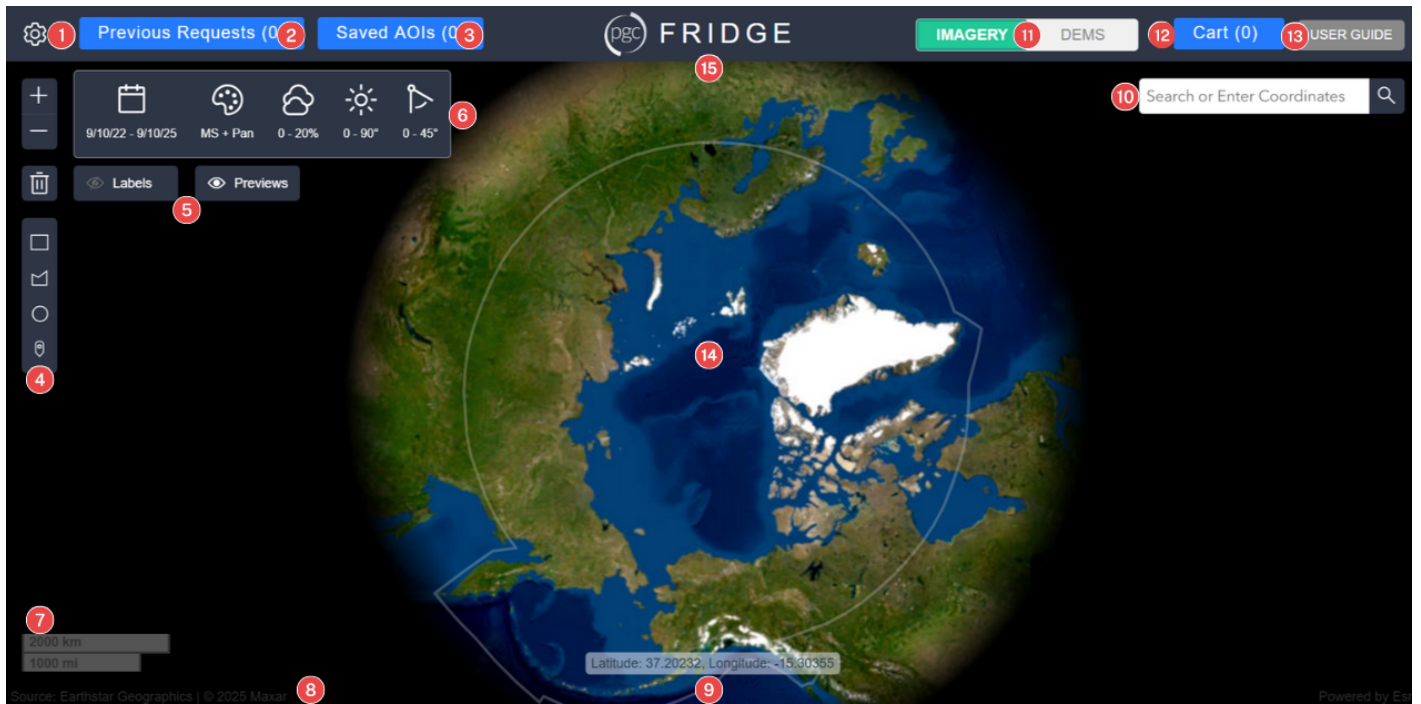 1
Previous Requests (0
2
Saved AOIs (0
3
pgc FRIDGE
IMAGERY
11
DEMS
12
Cart (0)
13
USER GUIDE
15
9/10/22 - 9/10/25
MS + Pan
0 - 20%
0 - 90°
0 - 45°
6
10
Search or Enter Coordinates
Labels
Previews
5
14
4
7
2000 km
1000 mi
Latitude: 37.20232, Longitude: -15.30355
Source: Earthstar Geographics | © 2025 Maxar
8
9
Powered by Esr